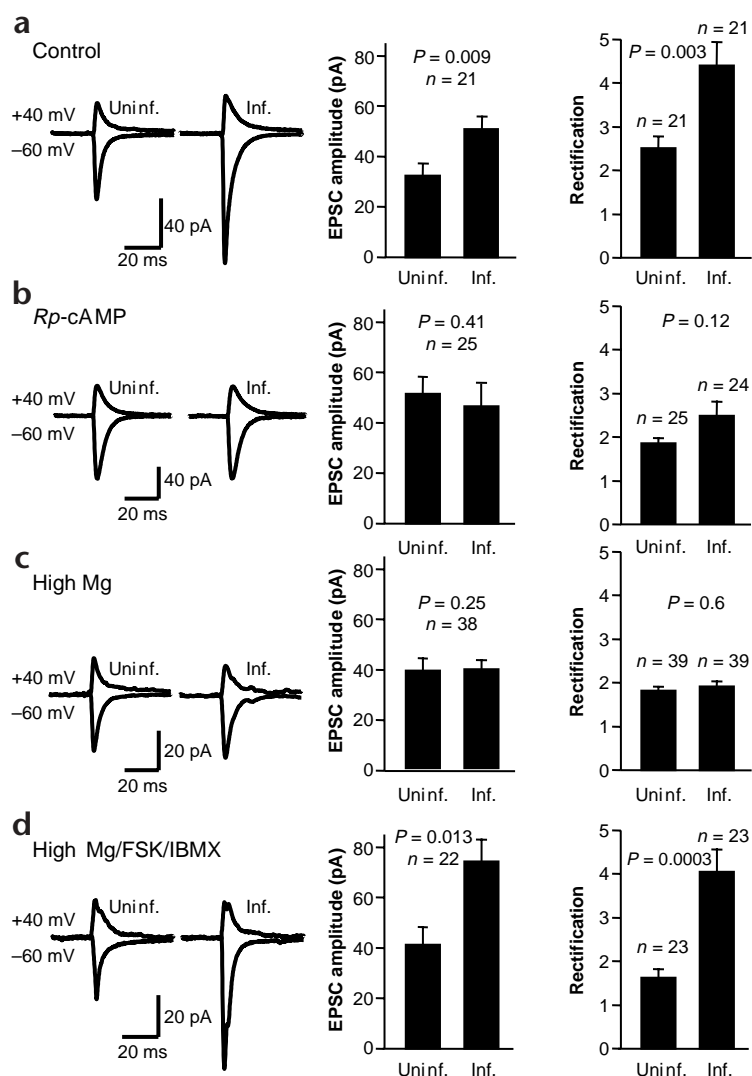 a
Control
+40 mV
–60 mV
Uninf.
Inf.
40 pA
20 ms
EPSC amplitude (pA)
80
60
40
20
0
P = 0.009
n = 21
Uninf. Inf.
Rectification
5
4
3
2
1
0
P = 0.003
n = 21
n = 21
Uninf. Inf.
b
Rp-cAMP
+40 mV
–60 mV
Uninf.
Inf.
40 pA
20 ms
EPSC amplitude (pA)
80
60
40
20
0
P = 0.41
n = 25
Uninf. Inf.
Rectification
5
4
3
2
1
0
P = 0.12
n = 25
n = 24
Uninf. Inf.
c
High Mg
+40 mV
–60 mV
Uninf.
Inf.
20 pA
20 ms
EPSC amplitude (pA)
80
60
40
20
0
P = 0.25
n = 38
Uninf. Inf.
Rectification
5
4
3
2
1
0
P = 0.6
n = 39 n = 39
Uninf. Inf.
d
High Mg/FSK/IBMX
+40 mV
–60 mV
Uninf.
Inf.
20 pA
20 ms
EPSC amplitude (pA)
80
60
40
20
0
P = 0.013
n = 22
Uninf. Inf.
Rectification
5
4
3
2
1
0
n = 23
P = 0.0003
n = 23
Uninf. Inf.